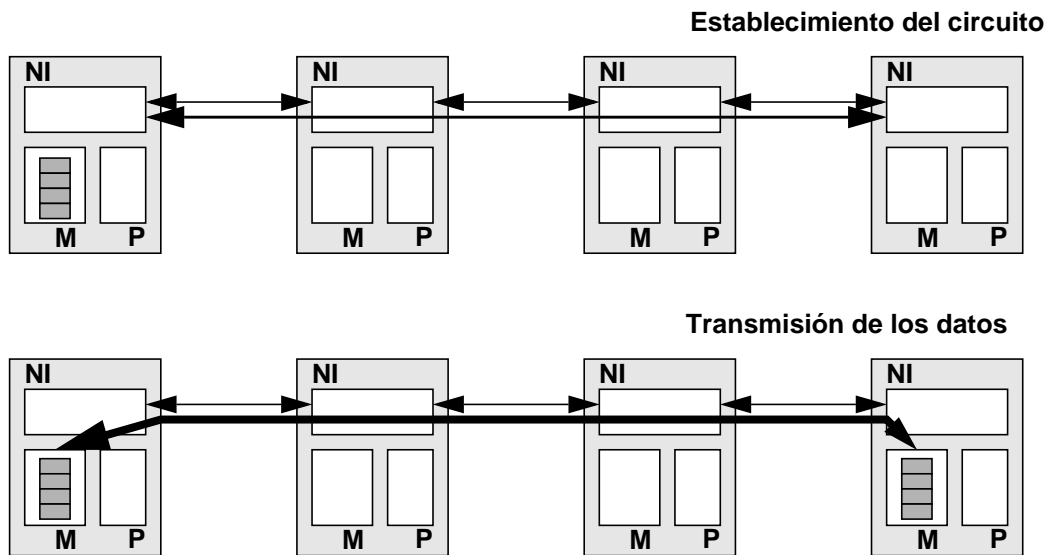 Establecimiento del circuito
NI NI NI NI
M P M P M P M P
Transmisión de los datos
NI NI NI NI
M P M P M P M P